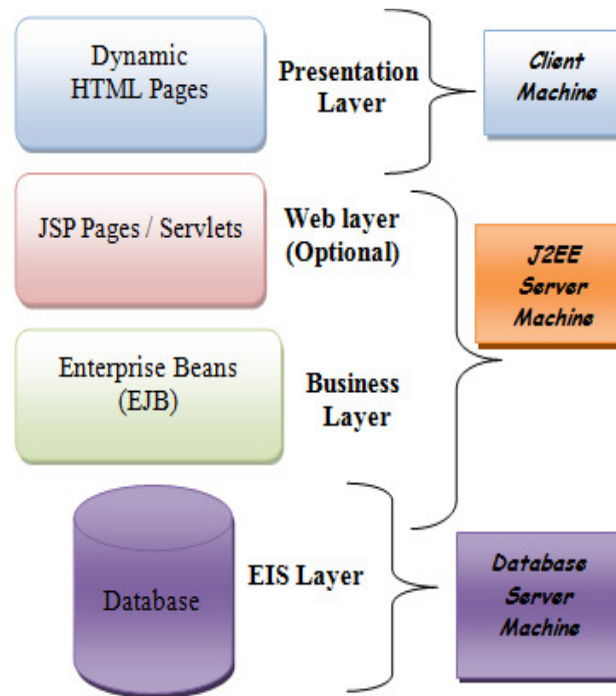 Dynamic
HTML Pages
Presentation
Layer
Client
Machine
JSP Pages / Servlets
Web layer
(Optional)
J2EE
Server
Machine
Enterprise Beans
(EJB)
Business
Layer
Database
EIS Layer
Database
Server
Machine